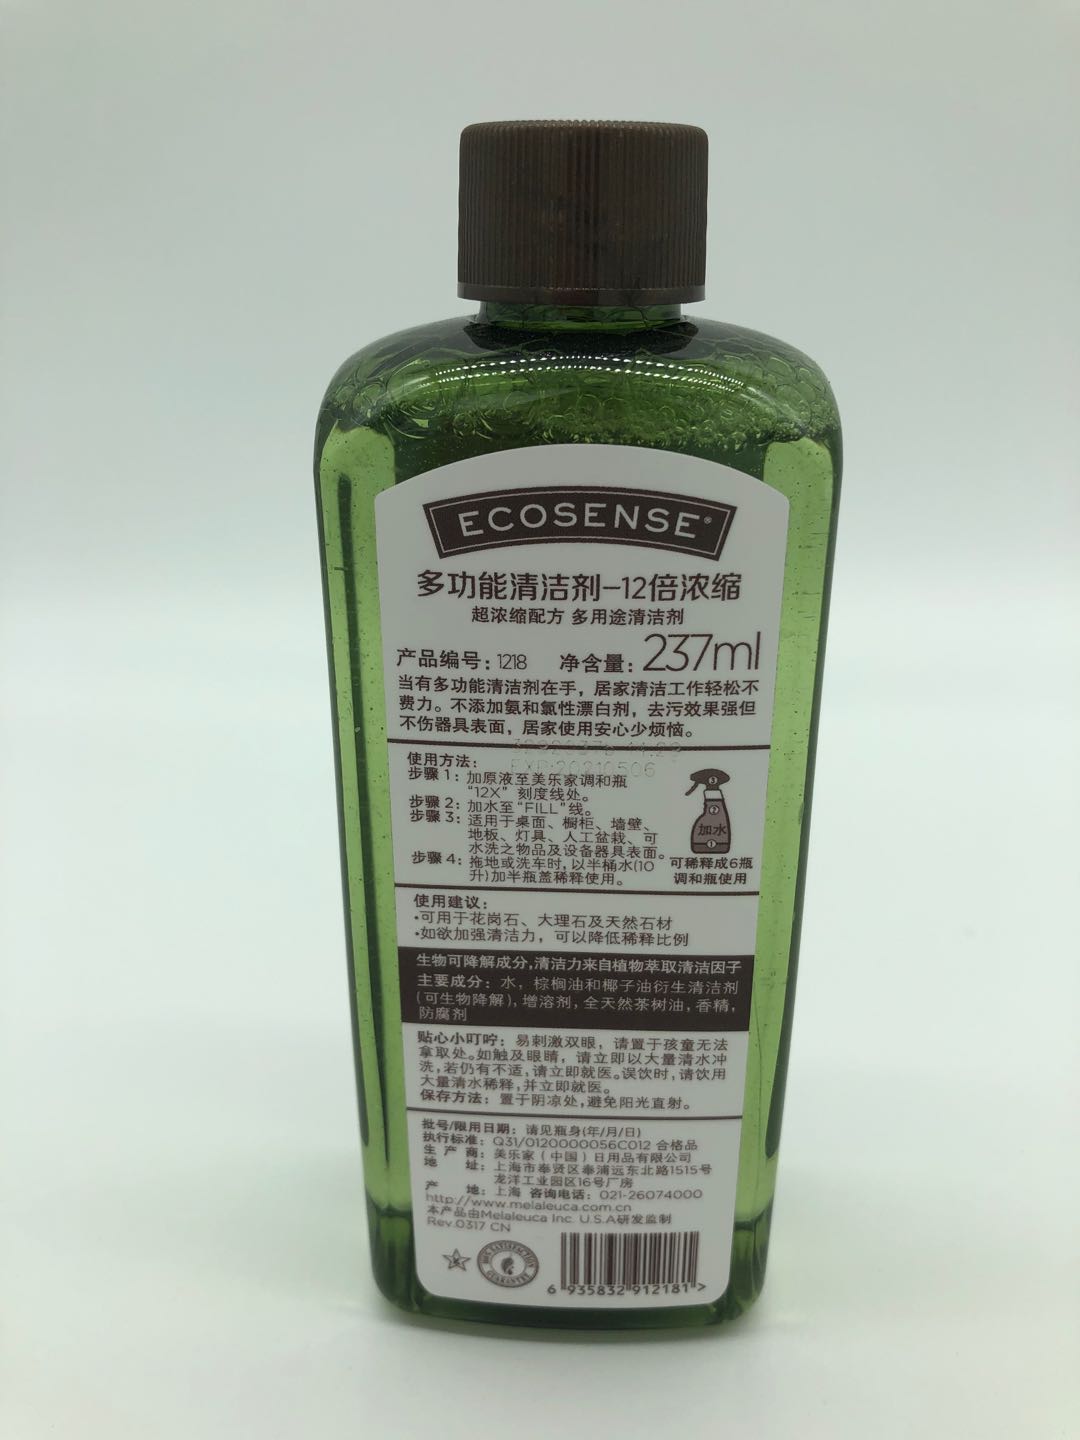 ECOSENSE®
多功能清洁剂-12倍浓缩
超浓缩配方 多用途清洁剂
产品编号：1218 净含量：237ml
当有多功能清洁剂在手，居家清洁工作轻松不
费力。不添加氨和氯性漂白剂，去污效果强但
不伤器具表面，居家使用安心少烦恼。
EXP:20210506
使用方法：
步骤1：加原液至美乐家调和瓶
“12X”刻度线处。
步骤2：加水至“FILL”线。
步骤3：适用于桌面、橱柜、墙壁、
地板、灯具、人工盆栽、可
水洗之物品及设备器具表面。
步骤4：拖地或洗车时，以半桶水(10
升)加半瓶盖稀释使用。
3
2
加水
1
可稀释成6瓶
调和瓶使用
使用建议：
·可用于花岗石、大理石及天然石材
·如欲加强清洁力，可以降低稀释比例
生物可降解成分,清洁力来自植物萃取清洁因子
主要成分：水，棕榈油和椰子油衍生清洁剂
(可生物降解)，增溶剂，全天然茶树油，香精，
防腐剂
贴心小叮咛：易刺激双眼，请置于孩童无法
拿取处。如触及眼睛，请立即以大量清水冲
洗，若仍有不适，请立即就医。误饮时，请饮用
大量清水稀释，并立即就医。
保存方法：置于阴凉处，避免阳光直射。
批号/限用日期：请见瓶身(年/月/日)
执行标准：Q31/0120000056C012 合格品
生产商：美乐家（中国）日用品有限公司
地址：上海市奉贤区奉浦远东北路1515号
龙洋工业园区16号厂房
产地：上海 咨询电话：021-26074000
http://www.melaleuca.com.cn
本产品由Melaleuca Inc. U.S.A研发监制
Rev.0317 CN
100% SATISFACTION
GUARANTEE
6 935832 912181 >